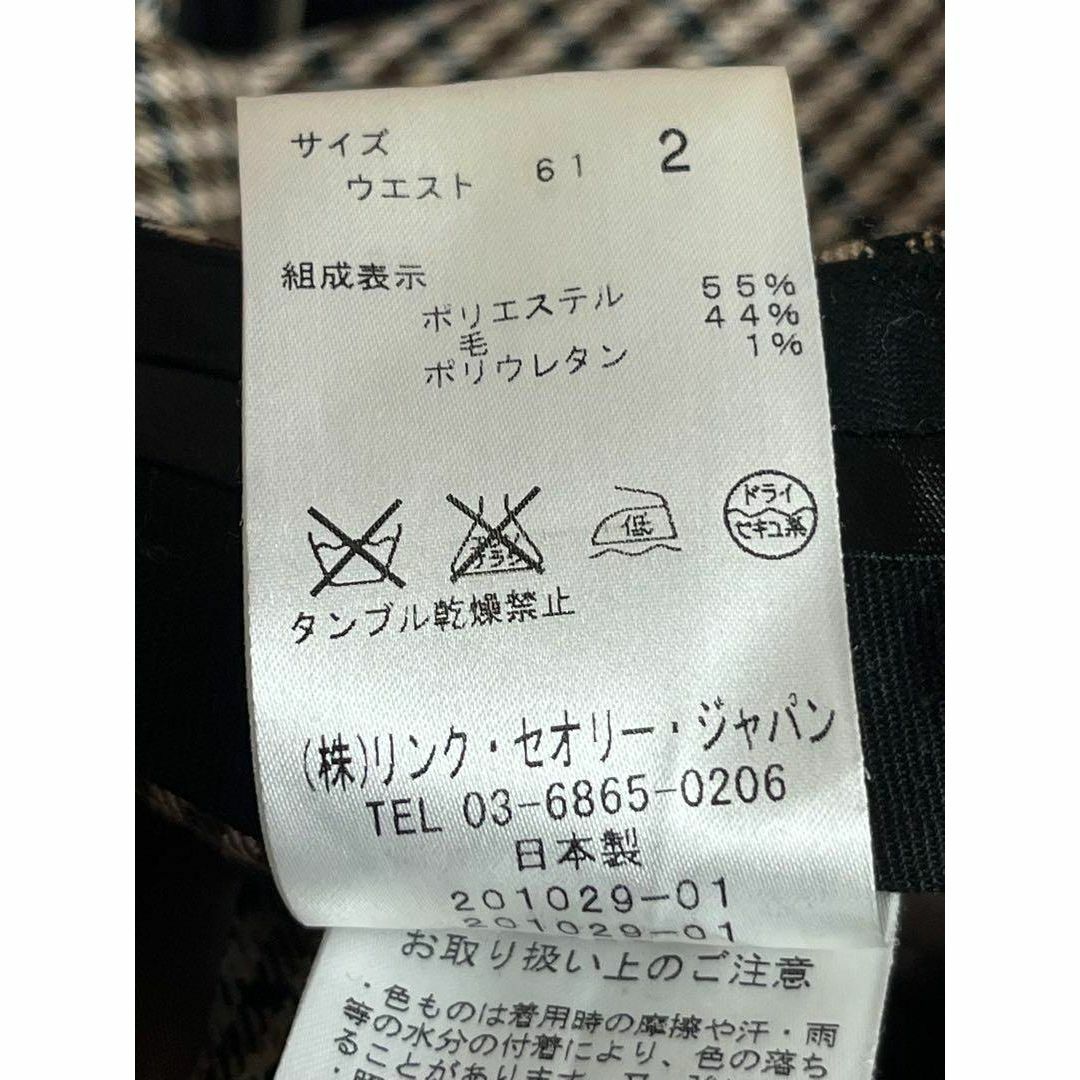 サイズ 2
ウエスト 61
組成表示
ポリエステル 55%
毛 44%
ポリウレタン 1%
低
ドライ
セキユ系
タンブル乾燥禁止
(株)リンク・セオリー・ジャパン
TEL 03-6865-0206
日本製
201029-01
201029-01
お取り扱い上のご注意
・色ものは着用時の摩擦や汗・雨
等の水分の付着により、色の落ち
ることがあります